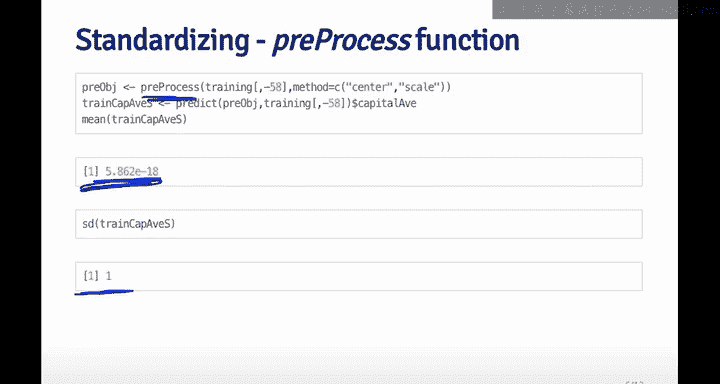 Standardizing - preProcess function
preObj <- preProcess(training[,-58],method=c("center","scale"))
trainCapAveS <- predict(preObj,training[,-58])$capitalAve
mean(trainCapAveS)
[1] 5.862e-18
sd(trainCapAveS)
[1] 1